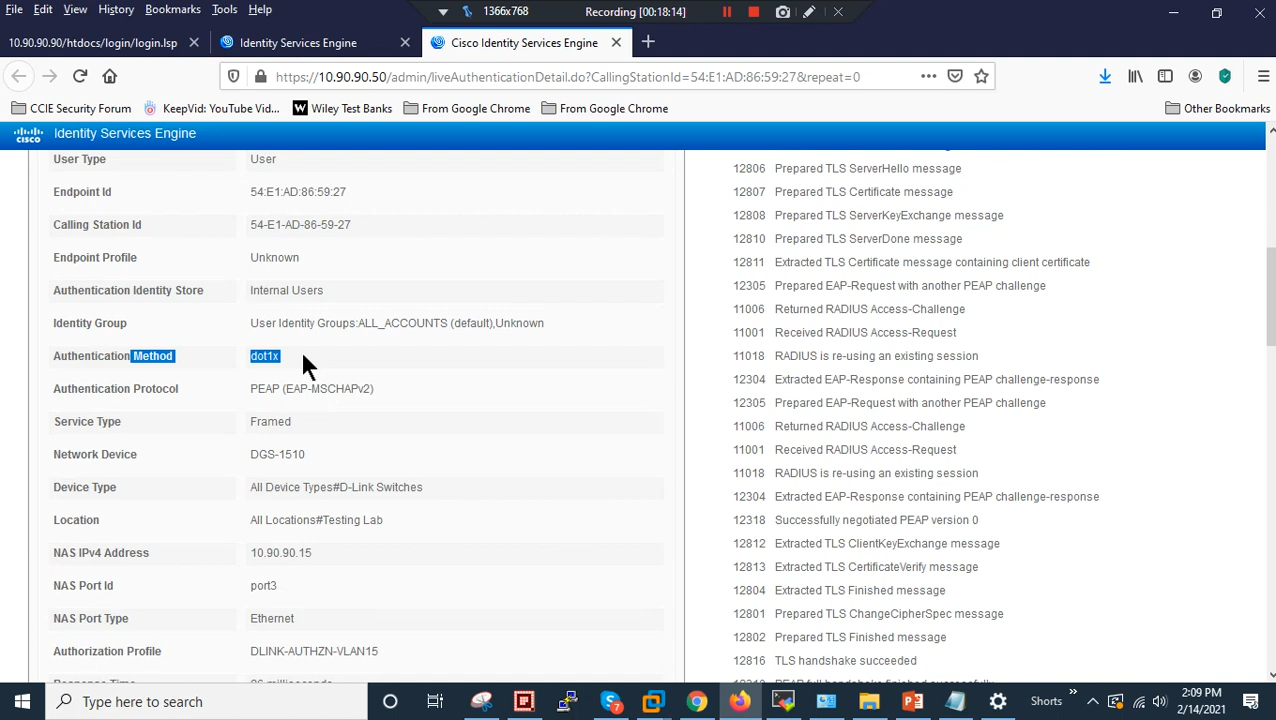 File Edit View History Bookmarks Tools Help
1366x768 Recording [00:18:14]
10.90.90.90/htdocs/login/login.lsp Identity Services Engine Cisco Identity Services Engine
https://10.90.90.50/admin/liveAuthenticationDetail.do?CallingStationId=54:E1:AD:86:59:27&repeat=0
CCIE Security Forum KeepVid: YouTube Vid... Wiley Test Banks From Google Chrome From Google Chrome Other Bookmarks
CISCO Identity Services Engine
User Type User
Endpoint Id 54:E1:AD:86:59:27
Calling Station Id 54-E1-AD-86-59-27
Endpoint Profile Unknown
Authentication Identity Store Internal Users
Identity Group User Identity Groups:ALL_ACCOUNTS (default),Unknown
Authentication Method dot1x
Authentication Protocol PEAP (EAP-MSCHAPv2)
Service Type Framed
Network Device DGS-1510
Device Type All Device Types#D-Link Switches
Location All Locations#Testing Lab
NAS IPv4 Address 10.90.90.15
NAS Port Id port3
NAS Port Type Ethernet
Authorization Profile DLINK-AUTHZN-VLAN15
12806 Prepared TLS ServerHello message
12807 Prepared TLS Certificate message
12808 Prepared TLS ServerKeyExchange message
12810 Prepared TLS ServerDone message
12811 Extracted TLS Certificate message containing client certificate
12305 Prepared EAP-Request with another PEAP challenge
11006 Returned RADIUS Access-Challenge
11001 Received RADIUS Access-Request
11018 RADIUS is re-using an existing session
12304 Extracted EAP-Response containing PEAP challenge-response
12305 Prepared EAP-Request with another PEAP challenge
11006 Returned RADIUS Access-Challenge
11001 Received RADIUS Access-Request
11018 RADIUS is re-using an existing session
12304 Extracted EAP-Response containing PEAP challenge-response
12318 Successfully negotiated PEAP version 0
12812 Extracted TLS ClientKeyExchange message
12813 Extracted TLS CertificateVerify message
12804 Extracted TLS Finished message
12801 Prepared TLS ChangeCipherSpec message
12802 Prepared TLS Finished message
12816 TLS handshake succeeded
Type here to search
Shorts
2:09 PM
2/14/2021